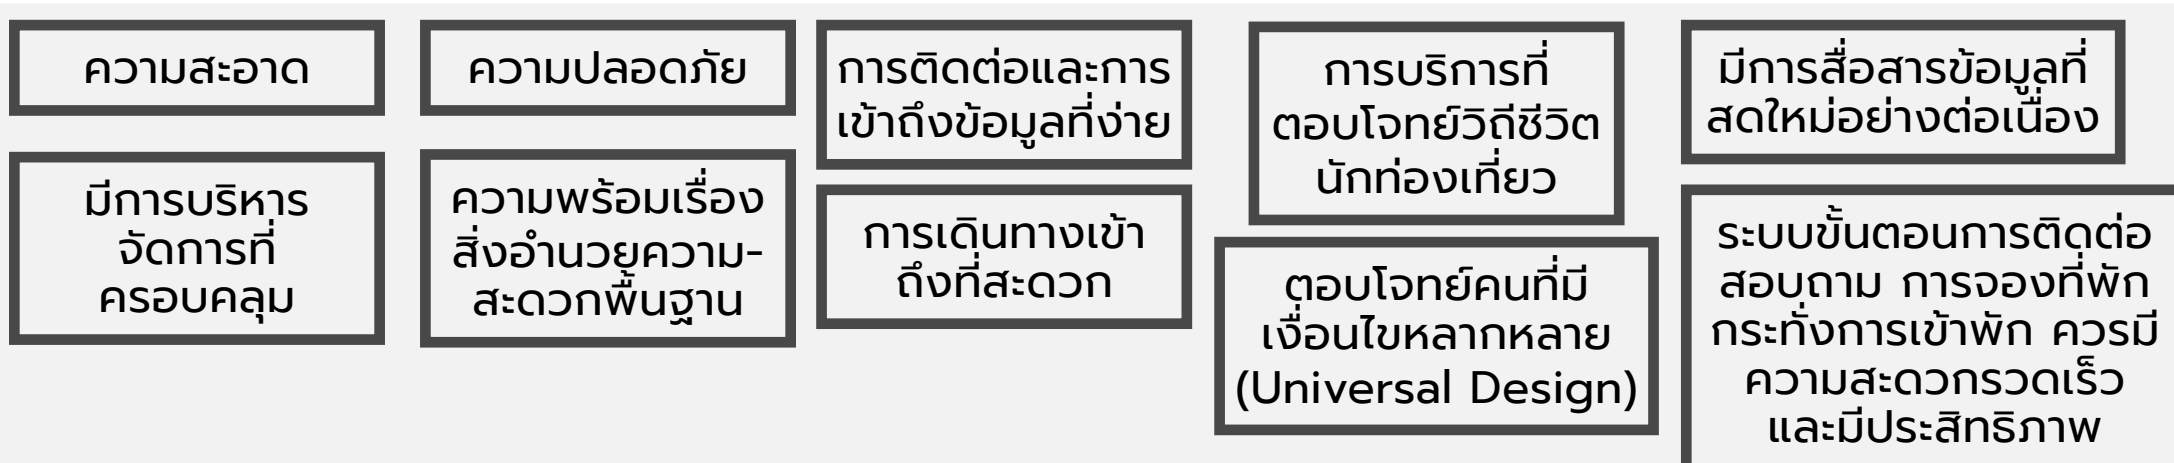 ความสะอาด
ความปลอดภัย
การติดต่อและการ
เข้าถึงข้อมูลที่ง่าย
การบริการที่
ตอบโจทย์วิถีชีวิต
นักท่องเที่ยว
มีการสื่อสารข้อมูลที่
สดใหม่อย่างต่อเนื่อง
มีการบริหาร
จัดการที่
ครอบคลุม
ความพร้อมเรื่อง
สิ่งอำนวยความ-
สะดวกพื้นฐาน
การเดินทางเข้า
ถึงที่สะดวก
ตอบโจทย์คนที่มี
เงื่อนไขหลากหลาย
(Universal Design)
ระบบขั้นตอนการติดต่อ
สอบถาม การจองที่พัก
กระทั่งการเข้าพัก ควรมี
ความสะดวกรวดเร็ว
และมีประสิทธิภาพ